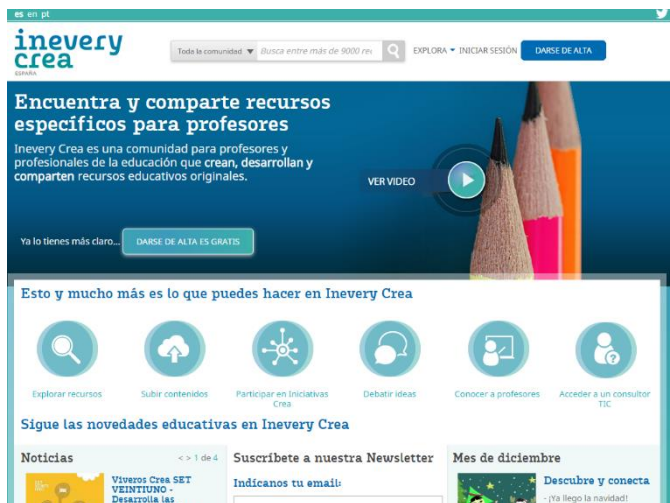 es en pt
inevery
crea
ESPAÑA
Toda la comunidad
Busca entre más de 9000 rec
EXPLORA
INICIAR SESIÓN
DARSE DE ALTA
Encuentra y comparte recursos
específicos para profesores
Inevery Crea es una comunidad para profesores y
profesionales de la educación que crean, desarrollan y
comparten recursos educativos originales.
VER VIDEO
Ya lo tienes más claro...
DARSE DE ALTA ES GRATIS
Esto y mucho más es lo que puedes hacer en Inevery Crea
Explorar recursos
Subir contenidos
Participar en Iniciativas
Crea
Debatir ideas
Conocer a profesores
Acceder a un consultor
TIC
Sigue las novedades educativas en Inevery Crea
Noticias
< > 1 de 4
Viveros Crea SET
VEINTIUNO -
Desarrolla las
Suscríbete a nuestra Newsletter
Indícanos tu email:
Mes de diciembre
Descubre y conecta
- ¡Ya llego la navidad!